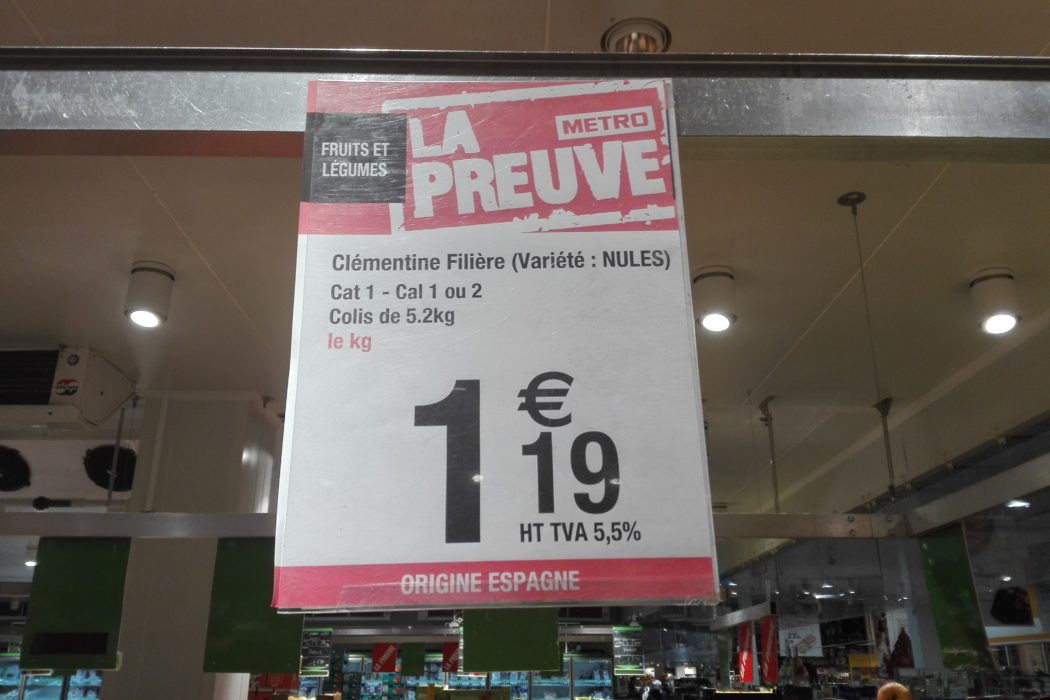 FRUITS ET
LÉGUMES
LA
PREUVE
METRO
Clémentine Filière (Variété : NULES)
Cat 1 - Cal 1 ou 2
Colis de 5.2kg
le kg
1 €
19
HT TVA 5,5%
ORIGINE ESPAGNE